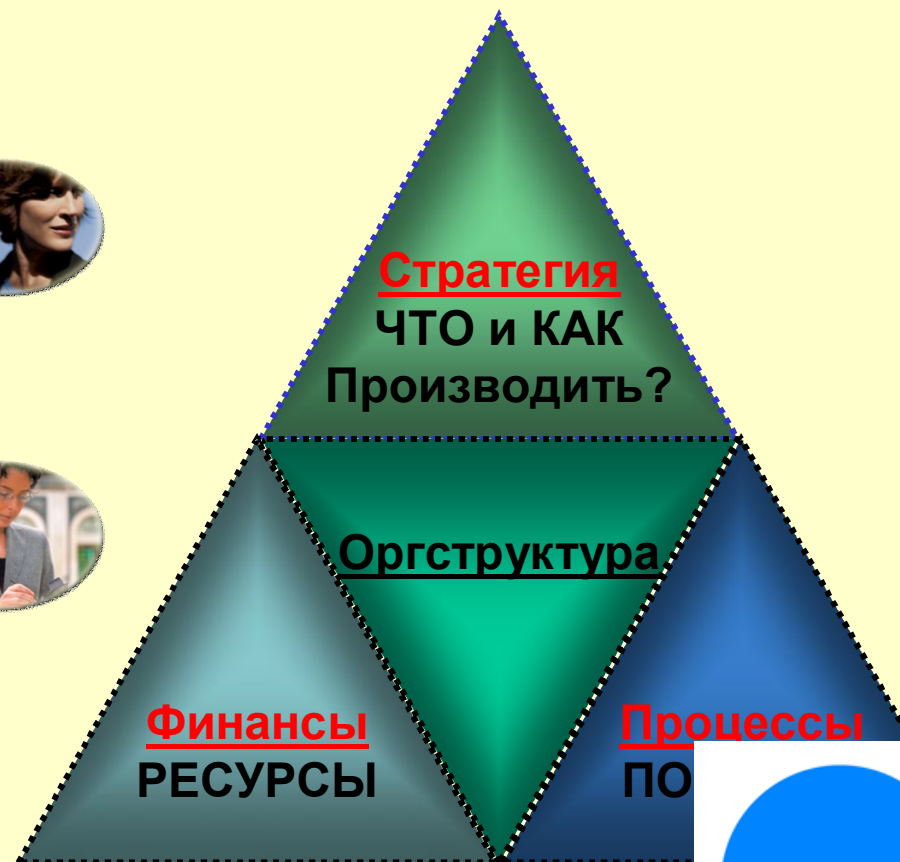 Стратегия
ЧТО и КАК
Производить?
Оргструктура
Финансы
РЕСУРСЫ
Процессы